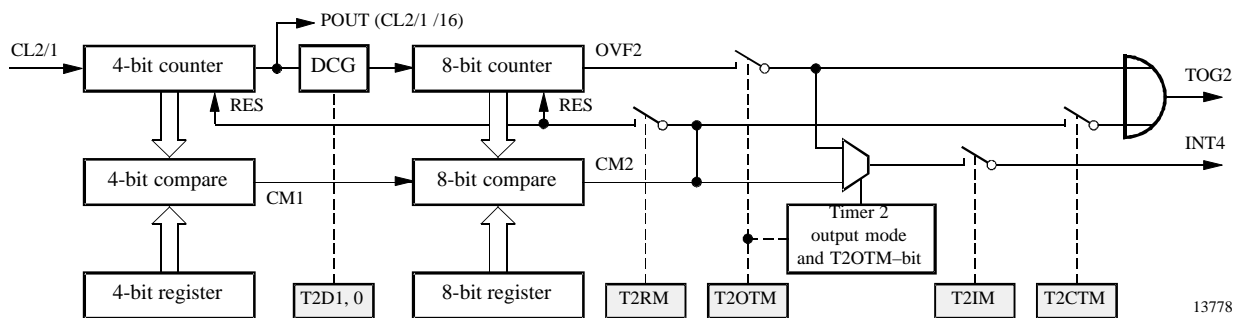 POUT (CL2/1 /16)
CL2/1
4-bit counter
DCG
8-bit counter
OVF2
TOG2
RES
RES
INT4
4-bit compare
CM1
8-bit compare
CM2
Timer 2
output mode
and T2OTM–bit
4-bit register
T2D1, 0
8-bit register
T2RM
T2OTM
T2IM
T2CTM
13778